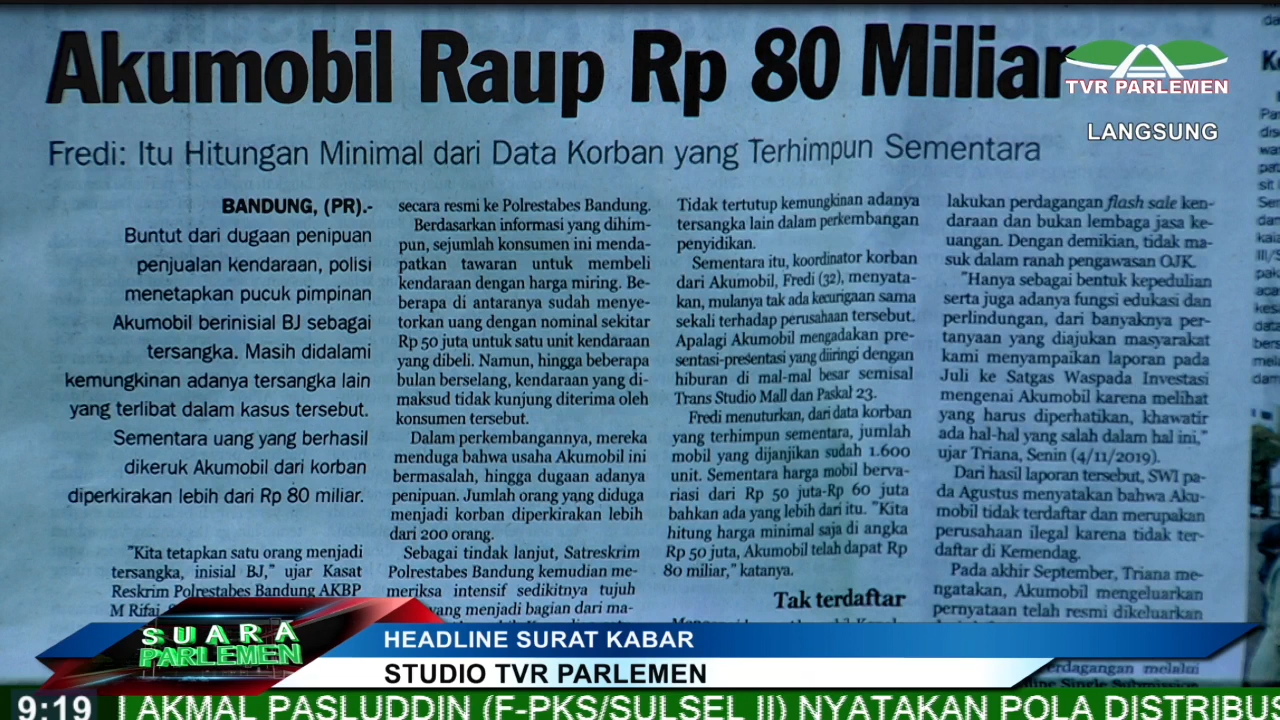 Akumobil Raup Rp 80 Miliar
TVR PARLEMEN
LANGSUNG
Fredi: Itu Hitungan Minimal dari Data Korban yang Terhimpun Sementara
BANDUNG, (PR).-
Buntut dari dugaan penipuan
penjualan kendaraan, polisi
menetapkan pucuk pimpinan
Akumobil berinisial BJ sebagai
tersangka. Masih didalami
kemungkinan adanya tersangka lain
yang terlibat dalam kasus tersebut.
Sementara uang yang berhasil
dikeruk Akumobil dari korban
diperkirakan lebih dari Rp 80 miliar.
"Kita tetapkan satu orang menjadi
tersangka, inisial BJ," ujar Kasat
Reskrim Polrestabes Bandung AKBP
M Rifai,
secara resmi ke Polrestabes Bandung.
Berdasarkan informasi yang dihim-
pun, sejumlah konsumen ini menda-
patkan tawaran untuk membeli
kendaraan dengan harga miring. Be-
berapa di antaranya sudah menye-
torkan uang dengan nominal sekitar
Rp 50 juta untuk satu unit kendaraan
yang dibeli. Namun, hingga beberapa
bulan berselang, kendaraan yang di-
maksud tidak kunjung diterima oleh
konsumen tersebut.
Dalam perkembangannya, mereka
menduga bahwa usaha Akumobil ini
bermasalah, hingga dugaan adanya
penipuan. Jumlah orang yang diduga
menjadi korban diperkirakan lebih
dari 200 orang.
Sebagai tindak lanjut, Satreskrim
Polrestabes Bandung kemudian me-
meriksa intensif sedikitnya tujuh
yang menjadi bagian dari ma-
Tidak tertutup kemungkinan adanya
tersangka lain dalam perkembangan
penyidikan.
Sementara itu, koordinator korban
dari Akumobil, Fredi (32), menyata-
kan, mulanya tak ada kecurigaan sama
sekali terhadap perusahaan tersebut.
Apalagi Akumobil mengadakan pre-
sentasi-presentasi yang diiringi dengan
hiburan di mal-mal besar semisal
Trans Studio Mall dan Paskal 23.
Fredi menuturkan, dari data korban
yang terhimpun sementara, jumlah
mobil yang dijanjikan sudah 1.600
unit. Sementara harga mobil berva-
riasi dari Rp 50 juta-Rp 60 juta
bahkan ada yang lebih dari itu. "Kita
hitung harga minimal saja di angka
Rp 50 juta, Akumobil telah dapat Rp
80 miliar," katanya.
Tak terdaftar
lakukan perdagangan flash sale ken-
daraan dan bukan lembaga jasa ke-
uangan. Dengan demikian, tidak ma-
suk dalam ranah pengawasan OJK.
"Hanya sebagai bentuk kepedulian
serta juga adanya fungsi edukasi dan
perlindungan, dari banyaknya per-
tanyaan yang diajukan masyarakat
kami menyampaikan laporan pada
Juli ke Satgas Waspada Investasi
mengenai Akumobil karena melihat
yang harus diperhatikan, khawatir
ada hal-hal yang salah dalam hal ini,"
ujar Triana, Senin (4/11/2019).
Dari hasil laporan tersebut, SWI pa-
da Agustus menyatakan bahwa Aku-
mobil tidak terdaftar dan merupakan
perusahaan ilegal karena tidak ter-
daftar di Kemendag.
Pada akhir September, Triana me-
ngatakan, Akumobil mengeluarkan
pernyataan telah resmi dikeluarkan
perdagangan melalui
SUARA
PARLEMEN
HEADLINE SURAT KABAR
STUDIO TVR PARLEMEN
9:19
AKMAL PASLUDDIN (F-PKS/SULSEL II) NYATAKAN POLA DISTRIBUS